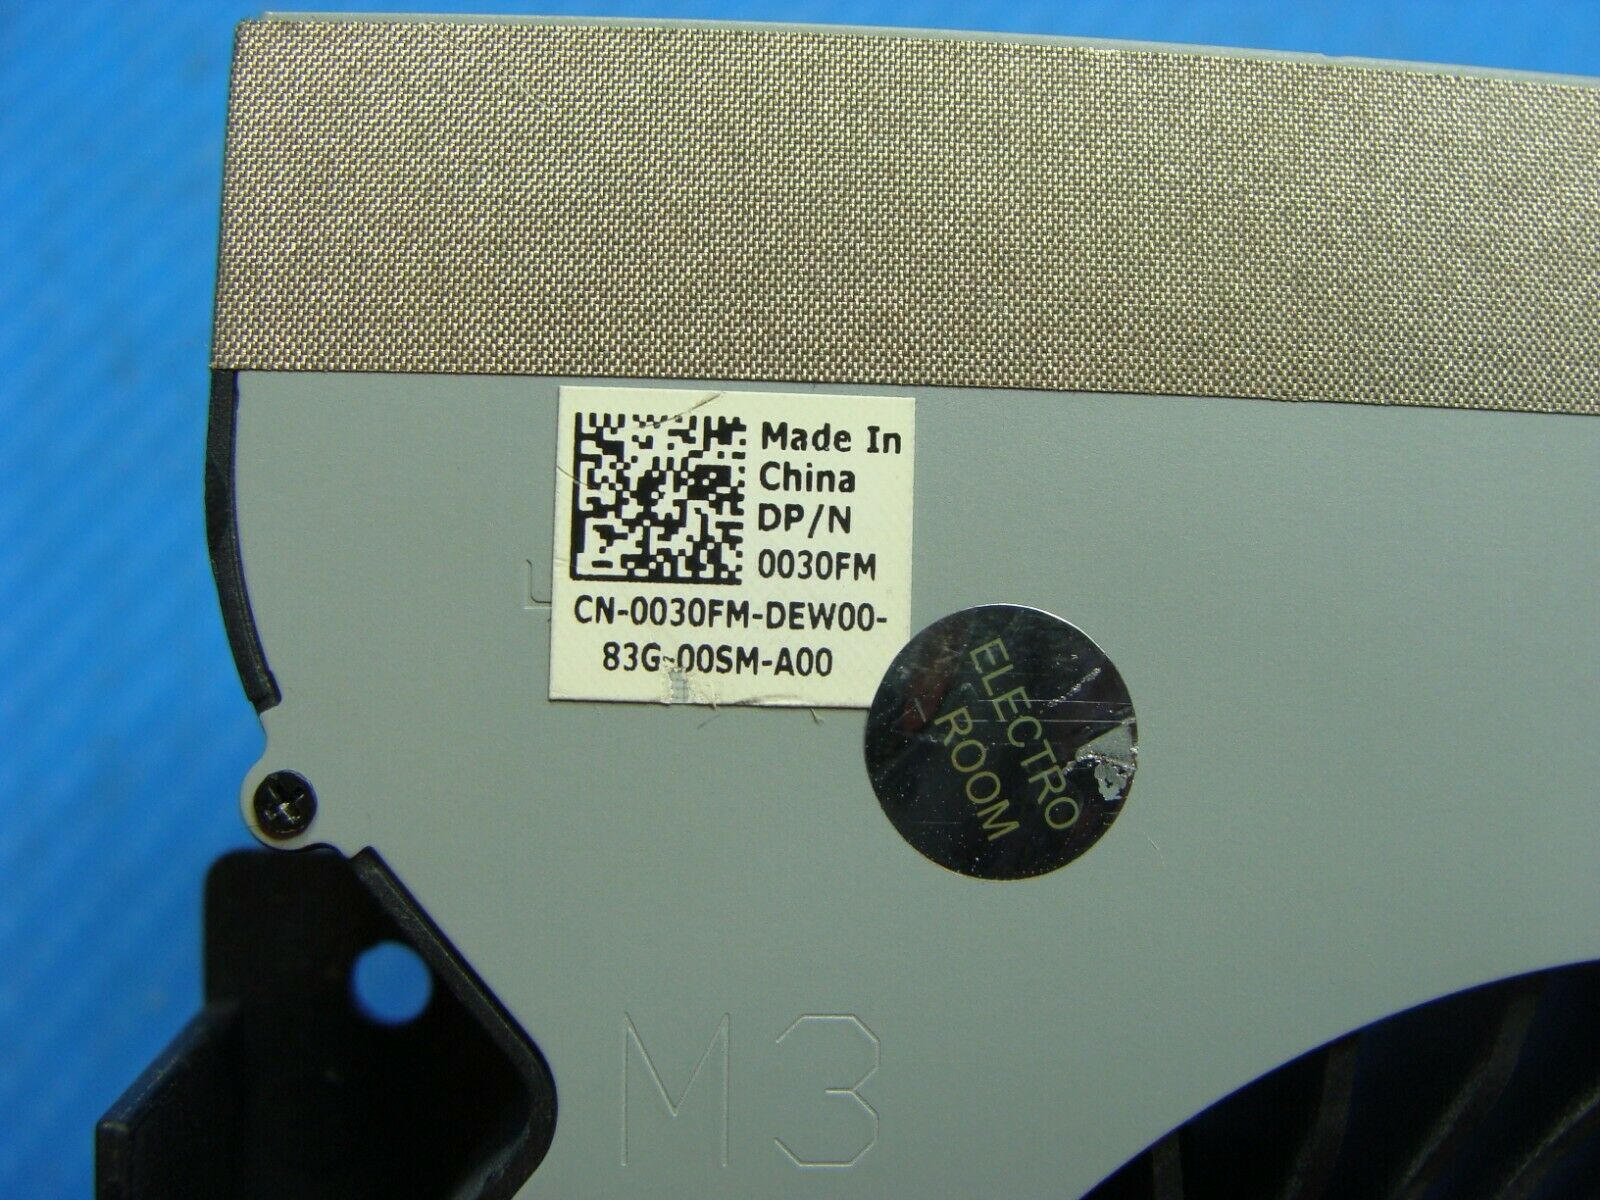 Made In
China
DP/N
0030FM
CN-0030FM-DEW00-
83G-00SM-A00
ELECTRO
ROOM
M3